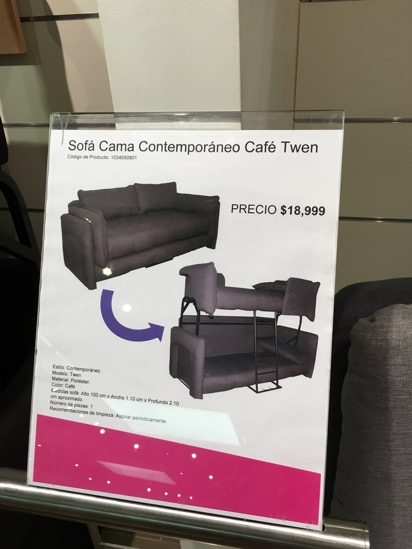 Sofá Cama Contemporáneo Café Twen
Código de Producto. 1034550901
PRECIO $18,999
Estilo: Contemporáneo.
Modelo: Twen.
Material: Poliéster
Color: Café.
Medidas sofá: Alto 100 cm x Ancho 1.10 cm x Profundo 2.10
cm aproximado.
Número de piezas: 1
Recomendaciones de limpieza: Aspirar periódicamente